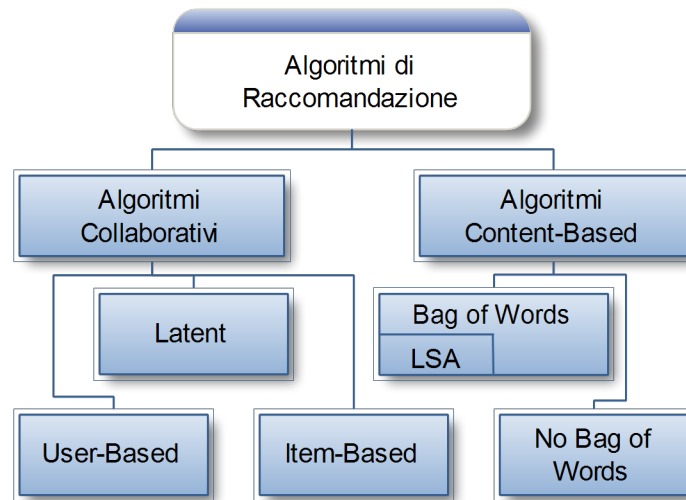 Algoritmi di
Raccomandazione
Algoritmi
Collaborativi
Algoritmi
Content-Based
Latent
Bag of Words
LSA
User-Based
Item-Based
No Bag of
Words